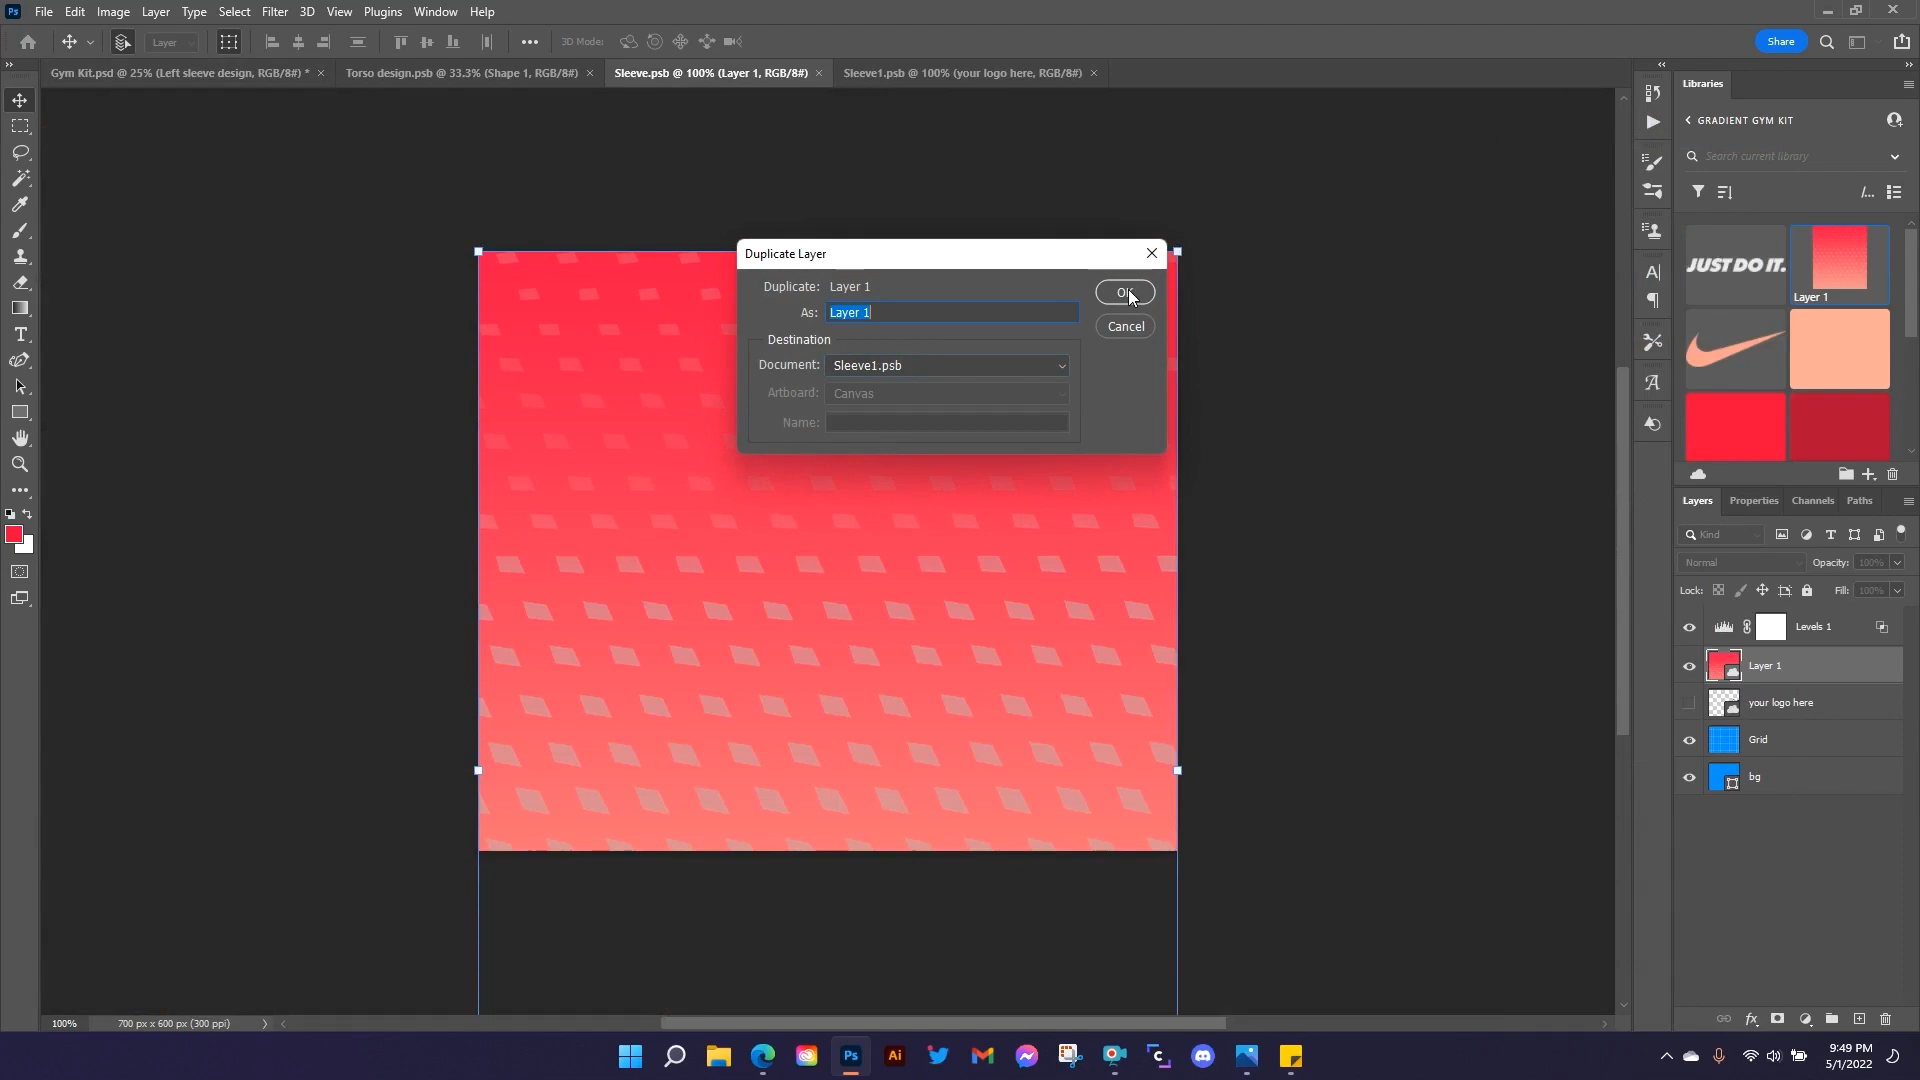 Ps File Edit Image Layer Type Select Filter 3D View Plugins Window Help
Layer 3D Mode: Share
Gym Kit.psd @ 25% (Left sleeve design, RGB/8#) * Torso design.psb @ 33.3% (Shape 1, RGB/8#) Sleeve.psb @ 100% (Layer 1, RGB/8#) Sleeve1.psb @ 100% (your logo here, RGB/8#)
Libraries
GRADIENT GYM KIT
Search current library
JUST DO IT.
Layer 1
Duplicate Layer
Duplicate: Layer 1
OK
As: Layer 1
Cancel
Destination
Document: Sleeve1.psb
Artboard: Canvas
Name:
Layers Properties Channels Paths
Kind
Normal Opacity: 100%
Lock: Fill: 100%
Levels 1
Layer 1
your logo here
Grid
bg
100% 700 px x 600 px (300 ppi)
Ps Ai
9:49 PM
5/1/2022